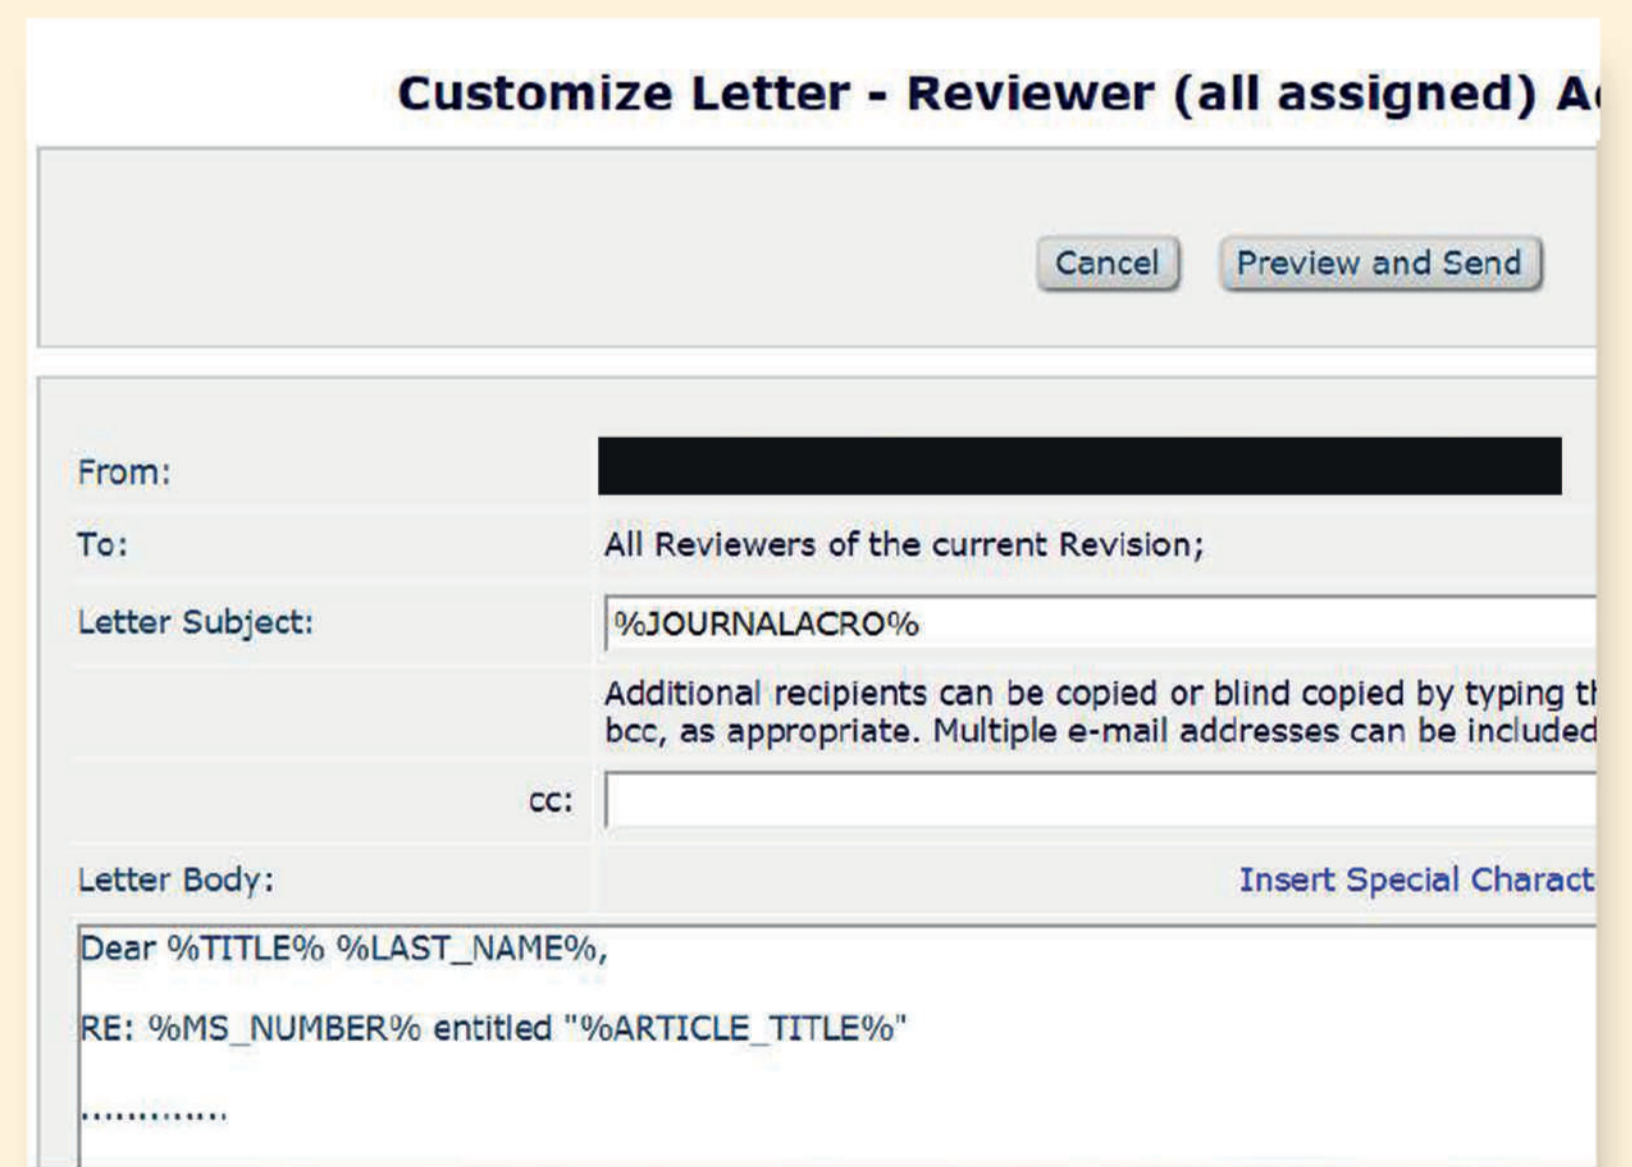 Customize Letter - Reviewer (all assigned)
Cancel Preview and Send
From:
To: All Reviewers of the current Revision;
Letter Subject: %JOURNALACRO%
Additional recipients can be copied or blind copied by typing
bcc, as appropriate. Multiple e-mail addresses can be included
cc:
Letter Body: Insert Special
Dear %TITLE% %LAST_NAME%,
RE: %MS_NUMBER% entitled "%ARTICLE_TITLE%"
.............